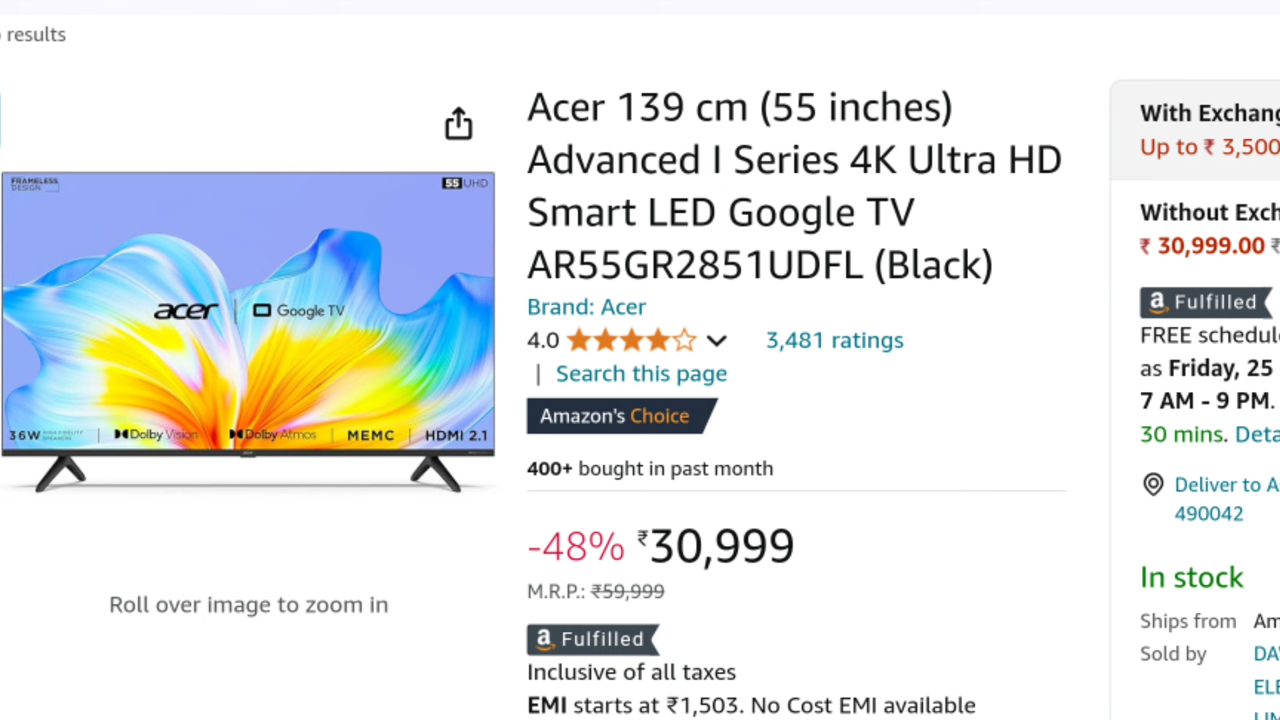 results
FRAMELESS
DESIGN
55 UHD
acer | Google TV
36W HIGH FIDELITY SPEAKERS | Dolby Vision | Dolby Atmos | MEMC | HDMI 2.1
Roll over image to zoom in
Acer 139 cm (55 inches)
Advanced I Series 4K Ultra HD
Smart LED Google TV
AR55GR2851UDFL (Black)
Brand: Acer
4.0 3,481 ratings
| Search this page
Amazon's Choice
400+ bought in past month
-48% ₹30,999
M.R.P.: ₹59,999
a Fulfilled
Inclusive of all taxes
EMI starts at ₹1,503. No Cost EMI available
With Exchang
Up to ₹ 3,500
Without Exch
₹ 30,999.00 ₹
a Fulfilled
FREE schedul
as Friday, 25
7 AM - 9 PM.
30 mins. Deta
Deliver to A
490042
In stock
Ships from Am
Sold by DA
ELE